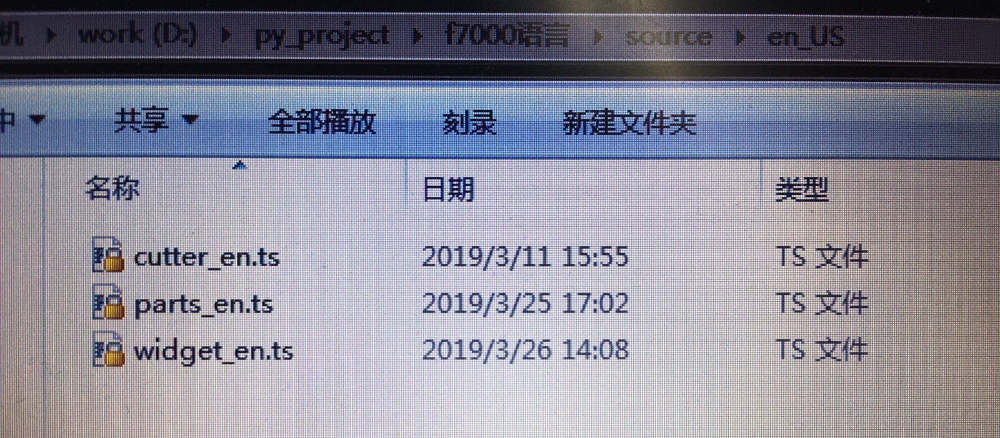 work (D:) py_project f7000语言 source en_US
共享 全部播放 刻录 新建文件夹
名称 日期 类型
cutter_en.ts 2019/3/11 15:55 TS 文件
parts_en.ts 2019/3/25 17:02 TS 文件
widget_en.ts 2019/3/26 14:08 TS 文件